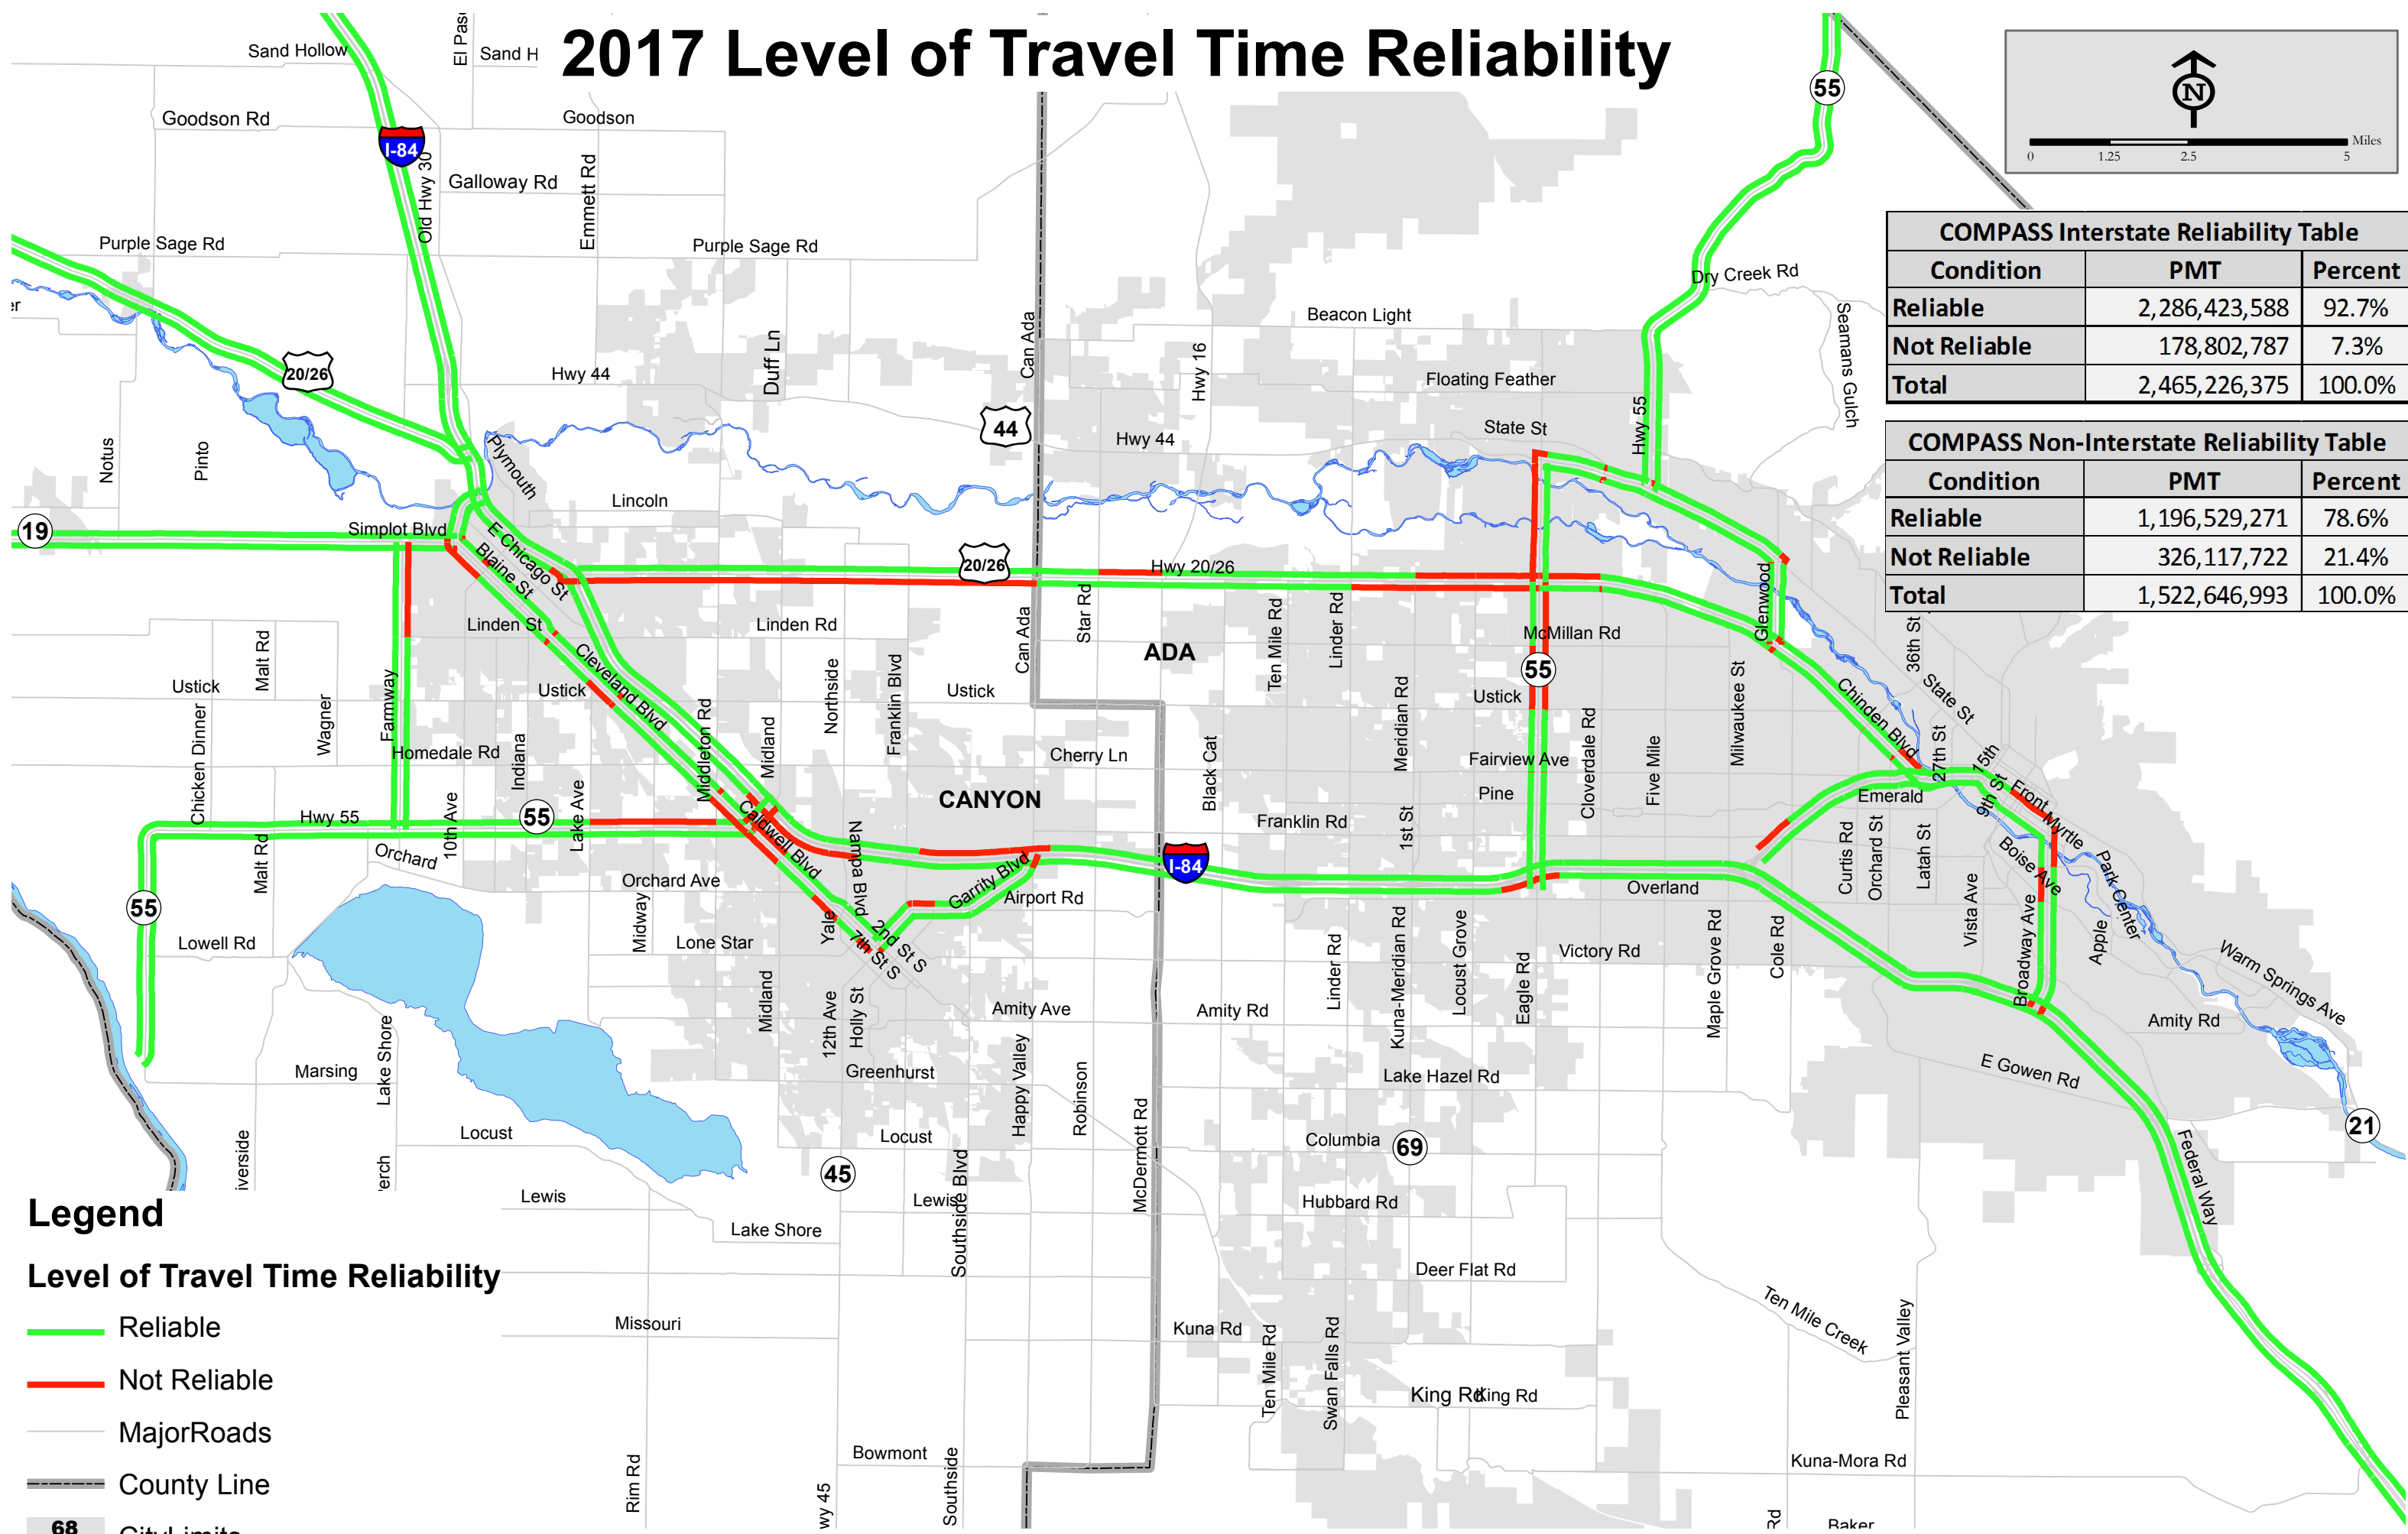 2017 Level of Travel Time Reliability
Sand Hollow
Sand H
Goodson Rd
Goodson
I-84
Old Hwy 30
Galloway Rd
Emmett Rd
Purple Sage Rd
Purple Sage Rd
55
N
Miles
0 1.25 2.5 5
COMPASS Interstate Reliability Table
Condition PMT Percent
Reliable 2,286,423,588 92.7%
Not Reliable 178,802,787 7.3%
Total 2,465,226,375 100.0%
COMPASS Non-Interstate Reliability Table
Condition PMT Percent
Reliable 1,196,529,271 78.6%
Not Reliable 326,117,722 21.4%
Total 1,522,646,993 100.0%
Dry Creek Rd
Seamans Gulch
Beacon Light
Can Ada
Hwy 16
Duff Ln
20/26
Hwy 44
Floating Feather
44
Hwy 44
State St
Hwy 55
Notus
Pinto
Plymouth
Lincoln
19
Simplot Blvd
E Chicago St
Blaine St
20/26
Hwy 20/26
Linden St
Linden Rd
Can Ada
Star Rd
ADA
Ten Mile Rd
Linder Rd
McMillan Rd
Glenwood
36th St
State St
Malt Rd
Ustick
Chicken Dinner
Wagner
Farmway
Homedale Rd
Indiana
Ustick
Cleveland Blvd
Middleton Rd
Midland
Northside
Franklin Blvd
Ustick
Cherry Ln
Black Cat
Meridian Rd
55
Ustick
Fairview Ave
Pine
Cloverdale Rd
Five Mile
Milwaukee St
Chinden Blvd
27th St
15th
9th St
Front
Myrtle
CANYON
Hwy 55
10th Ave
55
Lake Ave
Malt Rd
Orchard
Caldwell Blvd
Nampa Blvd
Garrity Blvd
Airport Rd
I-84
Franklin Rd
1st St
Overland
Emerald
Curtis Rd
Orchard St
Latah St
Vista Ave
Boise Ave
Park Center
Broadway Ave
Apple
Warm Springs Ave
55
Lowell Rd
Orchard Ave
Midway
Lone Star
Yale
7th St S
2nd St S
Midland
12th Ave
Holly St
Amity Ave
Amity Rd
Linder Rd
Kuna-Meridian Rd
Locust Grove
Eagle Rd
Victory Rd
Maple Grove Rd
Cole Rd
Amity Rd
E Gowen Rd
Marsing
Lake Shore
Greenhurst
Happy Valley
Robinson
McDermott Rd
Lake Hazel Rd
Locust
Locust
Columbia
69
21
Federal Way
45
Lewis
Lewis
Southside Blvd
Lake Shore
Hubbard Rd
Deer Flat Rd
Ten Mile Creek
Pleasant Valley
Missouri
Kuna Rd
Ten Mile Rd
Swan Falls Rd
King Rd
King Rd
Rim Rd
Bowmont
Southside
Kuna-Mora Rd
Baker
Legend
Level of Travel Time Reliability
Reliable
Not Reliable
MajorRoads
County Line
68
CityLimits